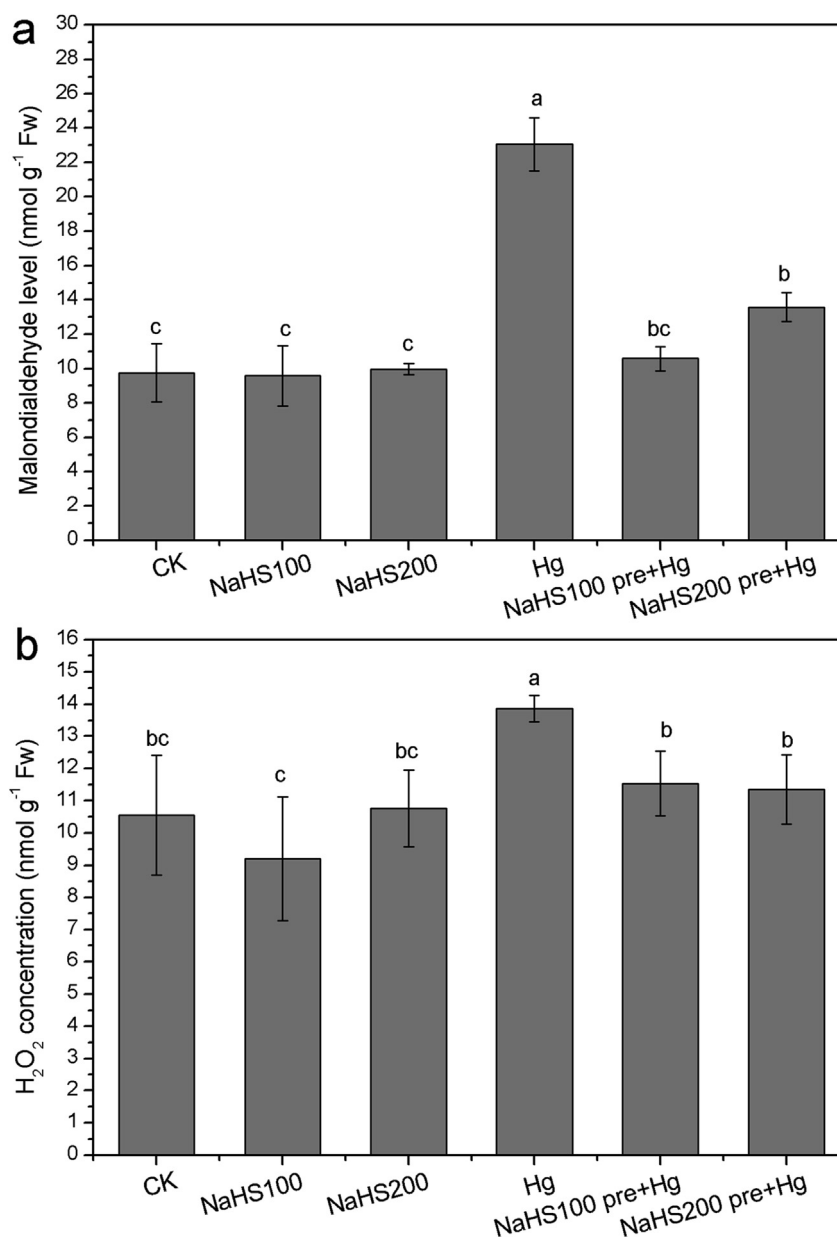 a
Malondialdehyde level (nmol g⁻¹ Fw)
30
28
26
24
22
20
18
16
14
12
10
8
6
4
2
0
c
c
c
a
bc
b
CK
NaHS100
NaHS200
Hg
NaHS100 pre+Hg
NaHS200 pre+Hg
b
H₂O₂ concentration (nmol g⁻¹ Fw)
16
15
14
13
12
11
10
9
8
7
6
5
4
3
2
1
0
bc
c
bc
a
b
b
CK
NaHS100
NaHS200
Hg
NaHS100 pre+Hg
NaHS200 pre+Hg